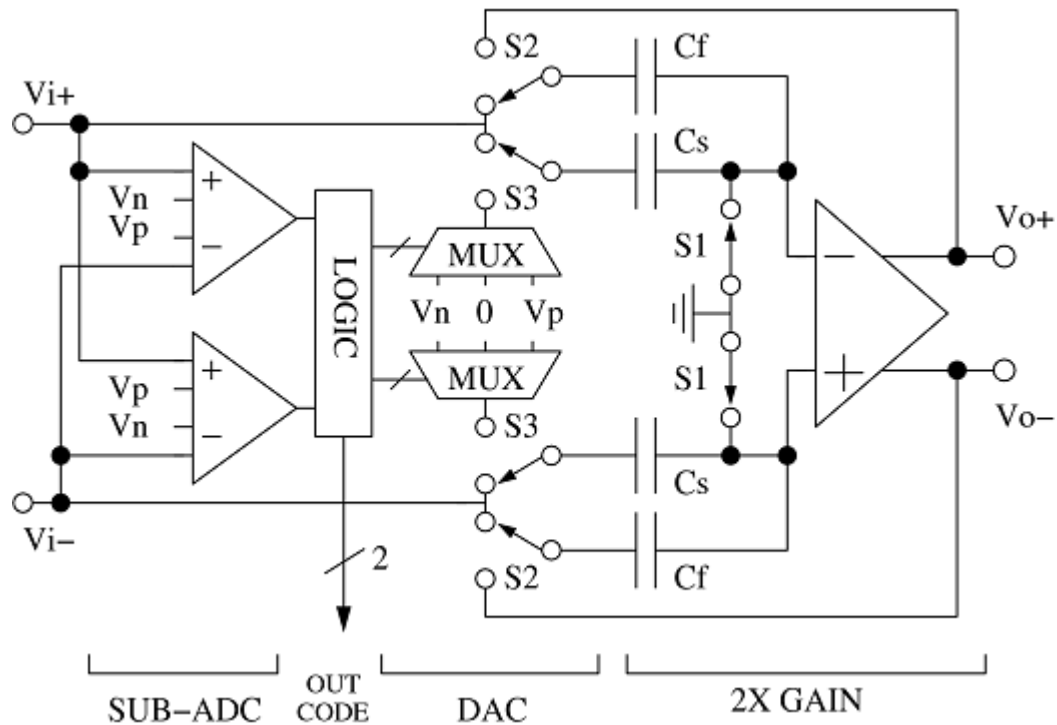 S2
Cf
Vi+
Cs
+
Vn
Vp
−
S3
MUX
Vn 0 Vp
MUX
S3
LOGIC
+
Vp
Vn
−
S1
S1
−
+
Vo+
Vo−
Cs
Cf
S2
Vi−
2
SUB−ADC
OUT
CODE
DAC
2X GAIN